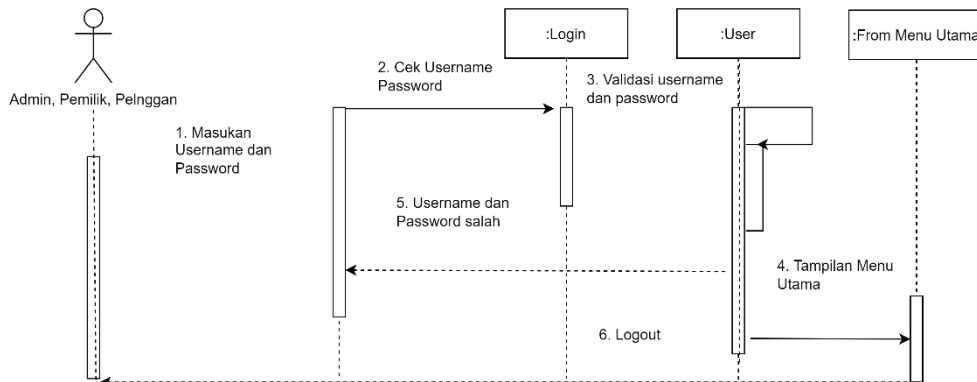 :Login
:User
:From Menu Utama
Admin, Pemilik, Pelnggan
1. Masukan
Username dan
Password
2. Cek Username
Password
3. Validasi username
dan password
5. Username dan
Password salah
4. Tampilan Menu
Utama
6. Logout